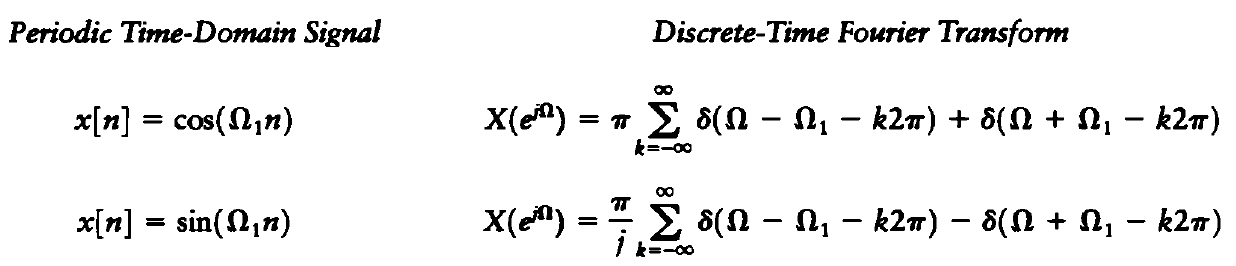 Periodic Time-Domain Signal Discrete-Time Fourier Transform
x[n] = cos(Ω₁n) X(e^{jΩ}) = π ∑_{k=-∞}^{∞} δ(Ω − Ω₁ − k2π) + δ(Ω + Ω₁ − k2π)
x[n] = sin(Ω₁n) X(e^{jΩ}) = π/j ∑_{k=-∞}^{∞} δ(Ω − Ω₁ − k2π) − δ(Ω + Ω₁ − k2π)